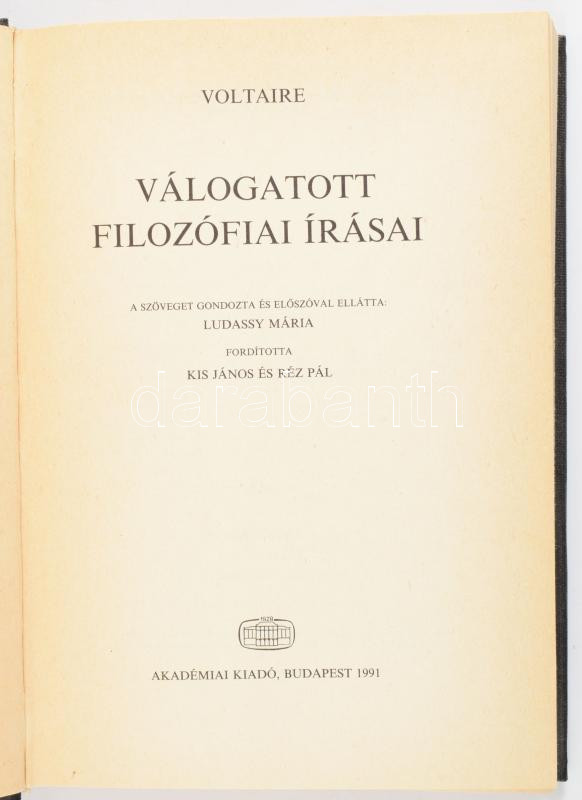 VOLTAIRE
VÁLOGATOTT
FILOZÓFIAI ÍRÁSAI
A SZÖVEGET GONDOZTA ÉS ELŐSZÓVAL ELLÁTTA:
LUDASSY MÁRIA
FORDÍTOTTA
KIS JÁNOS ÉS RÉZ PÁL
darabanth
1828
AKADÉMIAI KIADÓ, BUDAPEST 1991